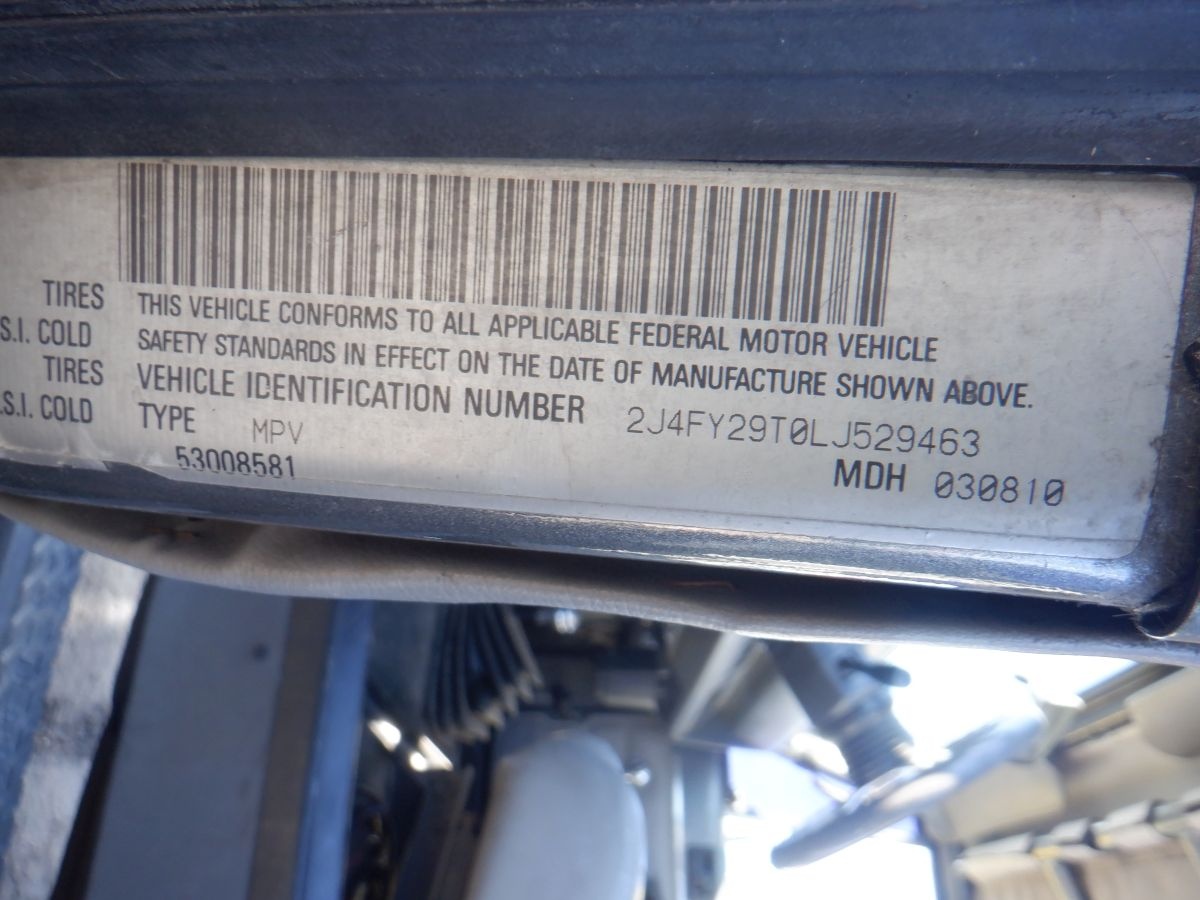 TIRES
S.I. COLD
TIRES
.S.I. COLD
THIS VEHICLE CONFORMS TO ALL APPLICABLE FEDERAL MOTOR VEHICLE
SAFETY STANDARDS IN EFFECT ON THE DATE OF MANUFACTURE SHOWN ABOVE.
VEHICLE IDENTIFICATION NUMBER 2J4FY29T0LJ529463
TYPE MPV
53008581
MDH 030810